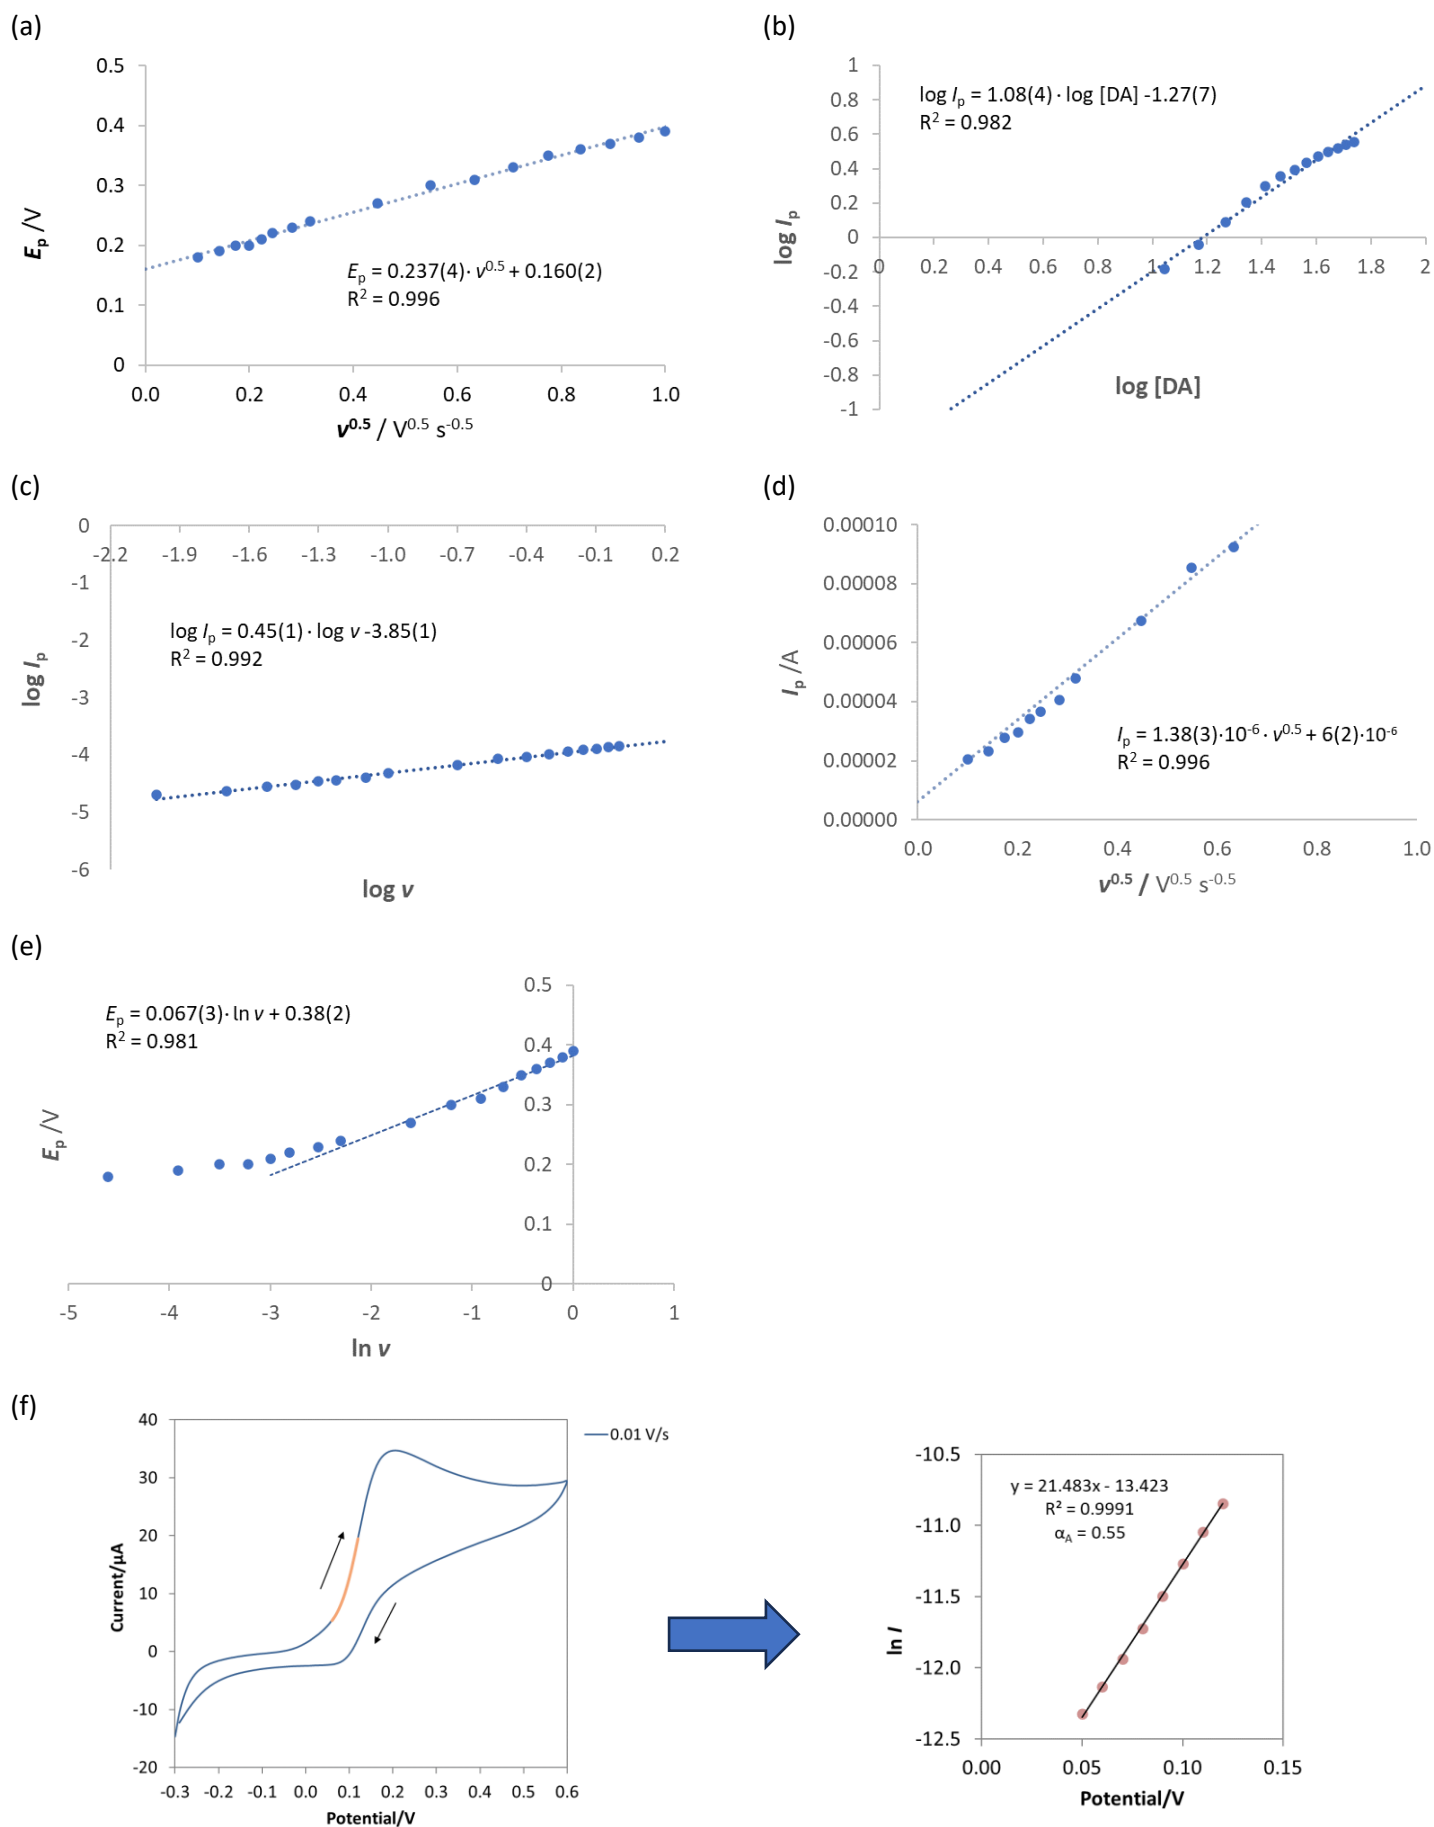 (a)
0.5
0.4
0.3
0.2
0.1
0
E_p /V
E_p = 0.237(4)· v^0.5 + 0.160(2)
R² = 0.996
0.0 0.2 0.4 0.6 0.8 1.0
v^0.5 / V^0.5 s^-0.5
(b)
1
0.8
0.6
0.4
0.2
0
-0.2
-0.4
-0.6
-0.8
-1
log I_p
log I_p = 1.08(4)· log [DA] -1.27(7)
R² = 0.982
0 0.2 0.4 0.6 0.8 1 1.2 1.4 1.6 1.8 2
log [DA]
(c)
0
-1
-2
-3
-4
-5
-6
log I_p
-2.2 -1.9 -1.6 -1.3 -1.0 -0.7 -0.4 -0.1 0.2
log I_p = 0.45(1)· log v -3.85(1)
R² = 0.992
log v
(d)
0.00010
0.00008
0.00006
0.00004
0.00002
0.00000
I_p /A
I_p = 1.38(3)·10^-6 · v^0.5 + 6(2)·10^-6
R² = 0.996
0.0 0.2 0.4 0.6 0.8 1.0
v^0.5 / V^0.5 s^-0.5
(e)
E_p = 0.067(3)· ln v + 0.38(2)
R² = 0.981
0.5
0.4
0.3
0.2
0.1
0
E_p /V
-5 -4 -3 -2 -1 0 1
ln v
(f)
40
30
20
10
0
-10
-20
Current/µA
0.01 V/s
-0.3 -0.2 -0.1 0.0 0.1 0.2 0.3 0.4 0.5 0.6
Potential/V
-10.5
-11.0
-11.5
-12.0
-12.5
ln I
y = 21.483x - 13.423
R² = 0.9991
α_A = 0.55
0.00 0.05 0.10 0.15
Potential/V